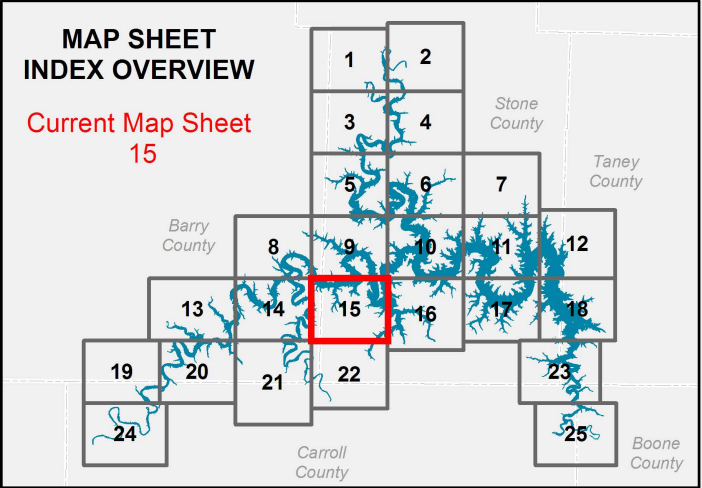 MAP SHEET
INDEX OVERVIEW
Current Map Sheet
15
1
2
Stone
County
3
4
Taney
County
5
6
7
Barry
County
8
9
10
11
12
13
14
15
16
17
18
19
20
21
22
23
24
25
Carroll
County
Boone
County